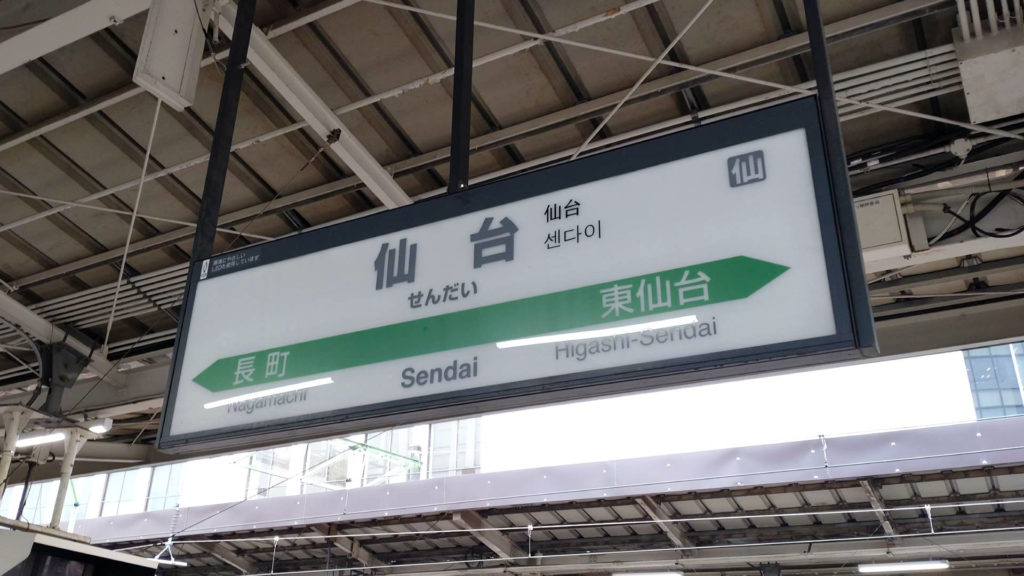 仙
仙台
仙台
센다이
せんだい
長町
東仙台
Nagamachi
Sendai
Higashi-Sendai